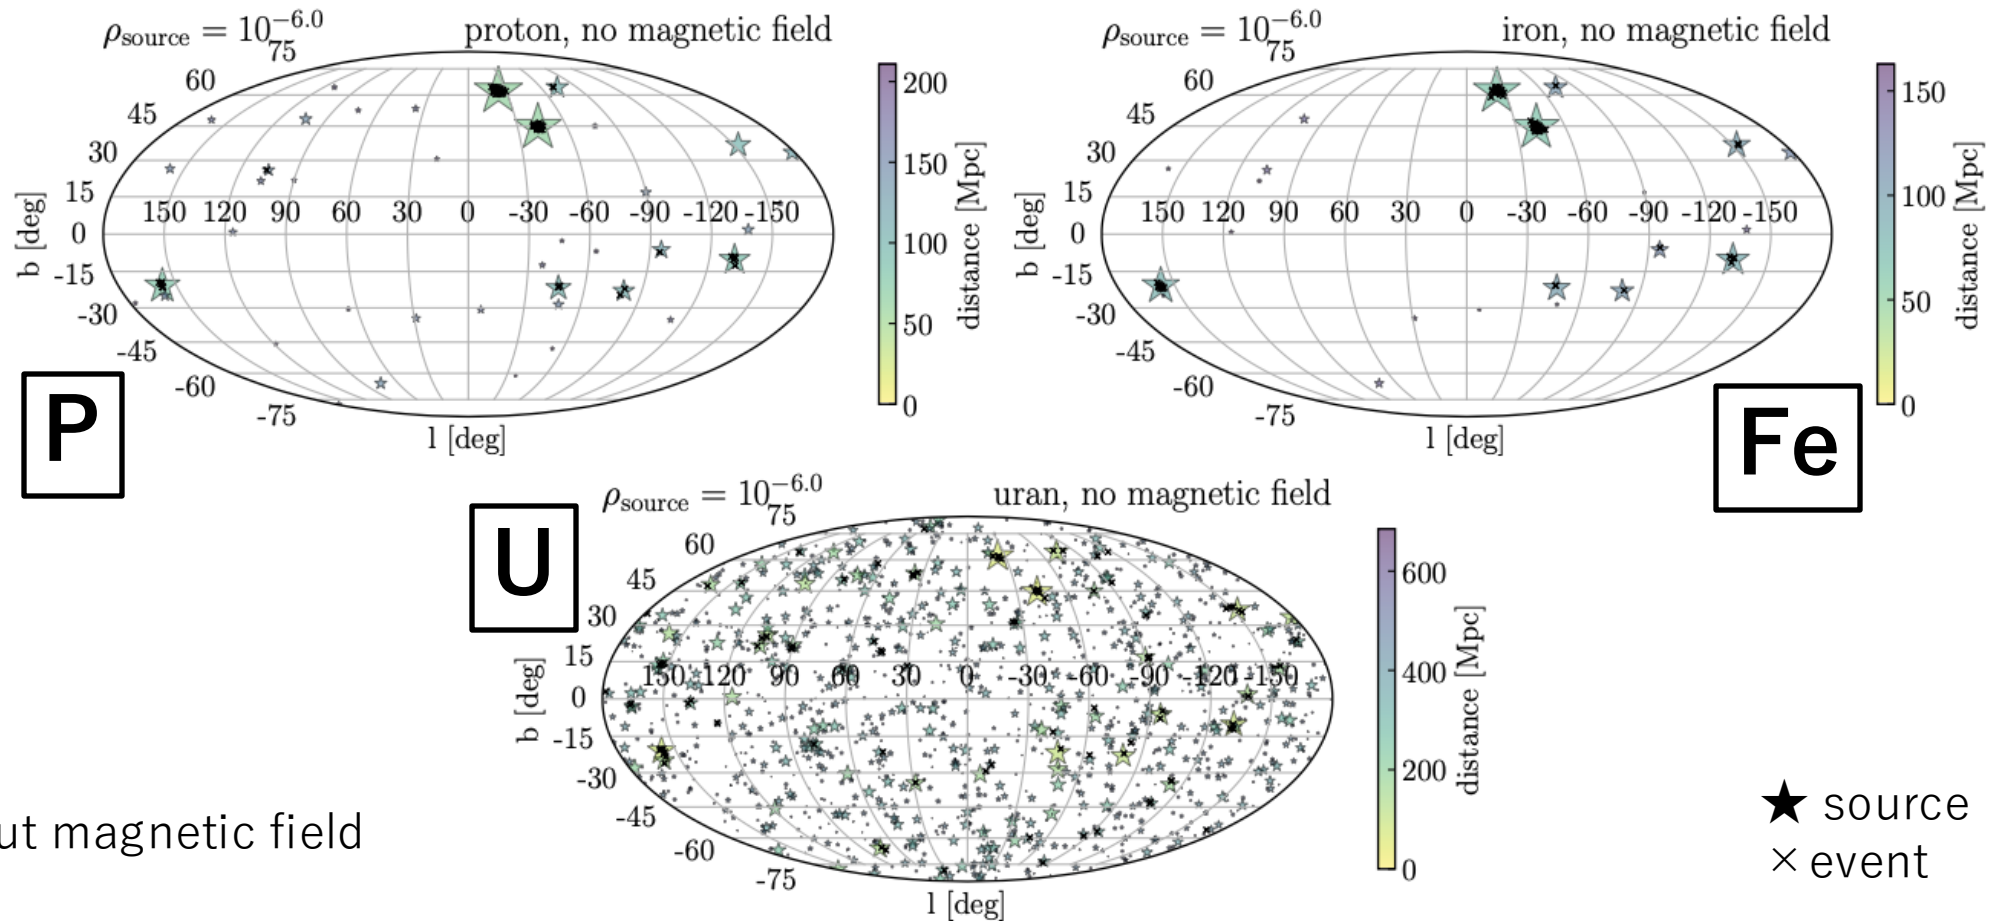 ρsource = 10^−6.0
proton, no magnetic field
75
60
45
30
15
0
-15
-30
-45
-60
-75
150 120 90 60 30 0 -30 -60 -90 -120 -150
b [deg]
l [deg]
200
150
100
50
0
distance [Mpc]
P
ρsource = 10^−6.0
iron, no magnetic field
75
60
45
30
15
0
-15
-30
-45
-60
-75
150 120 90 60 30 0 -30 -60 -90 -120 -150
b [deg]
l [deg]
150
100
50
0
distance [Mpc]
Fe
ρsource = 10^−6.0
uran, no magnetic field
75
60
45
30
15
0
-15
-30
-45
-60
-75
150 120 90 60 30 0 -30 -60 -90 -120 -150
b [deg]
l [deg]
600
400
200
0
distance [Mpc]
U
ut magnetic field
★ source
× event